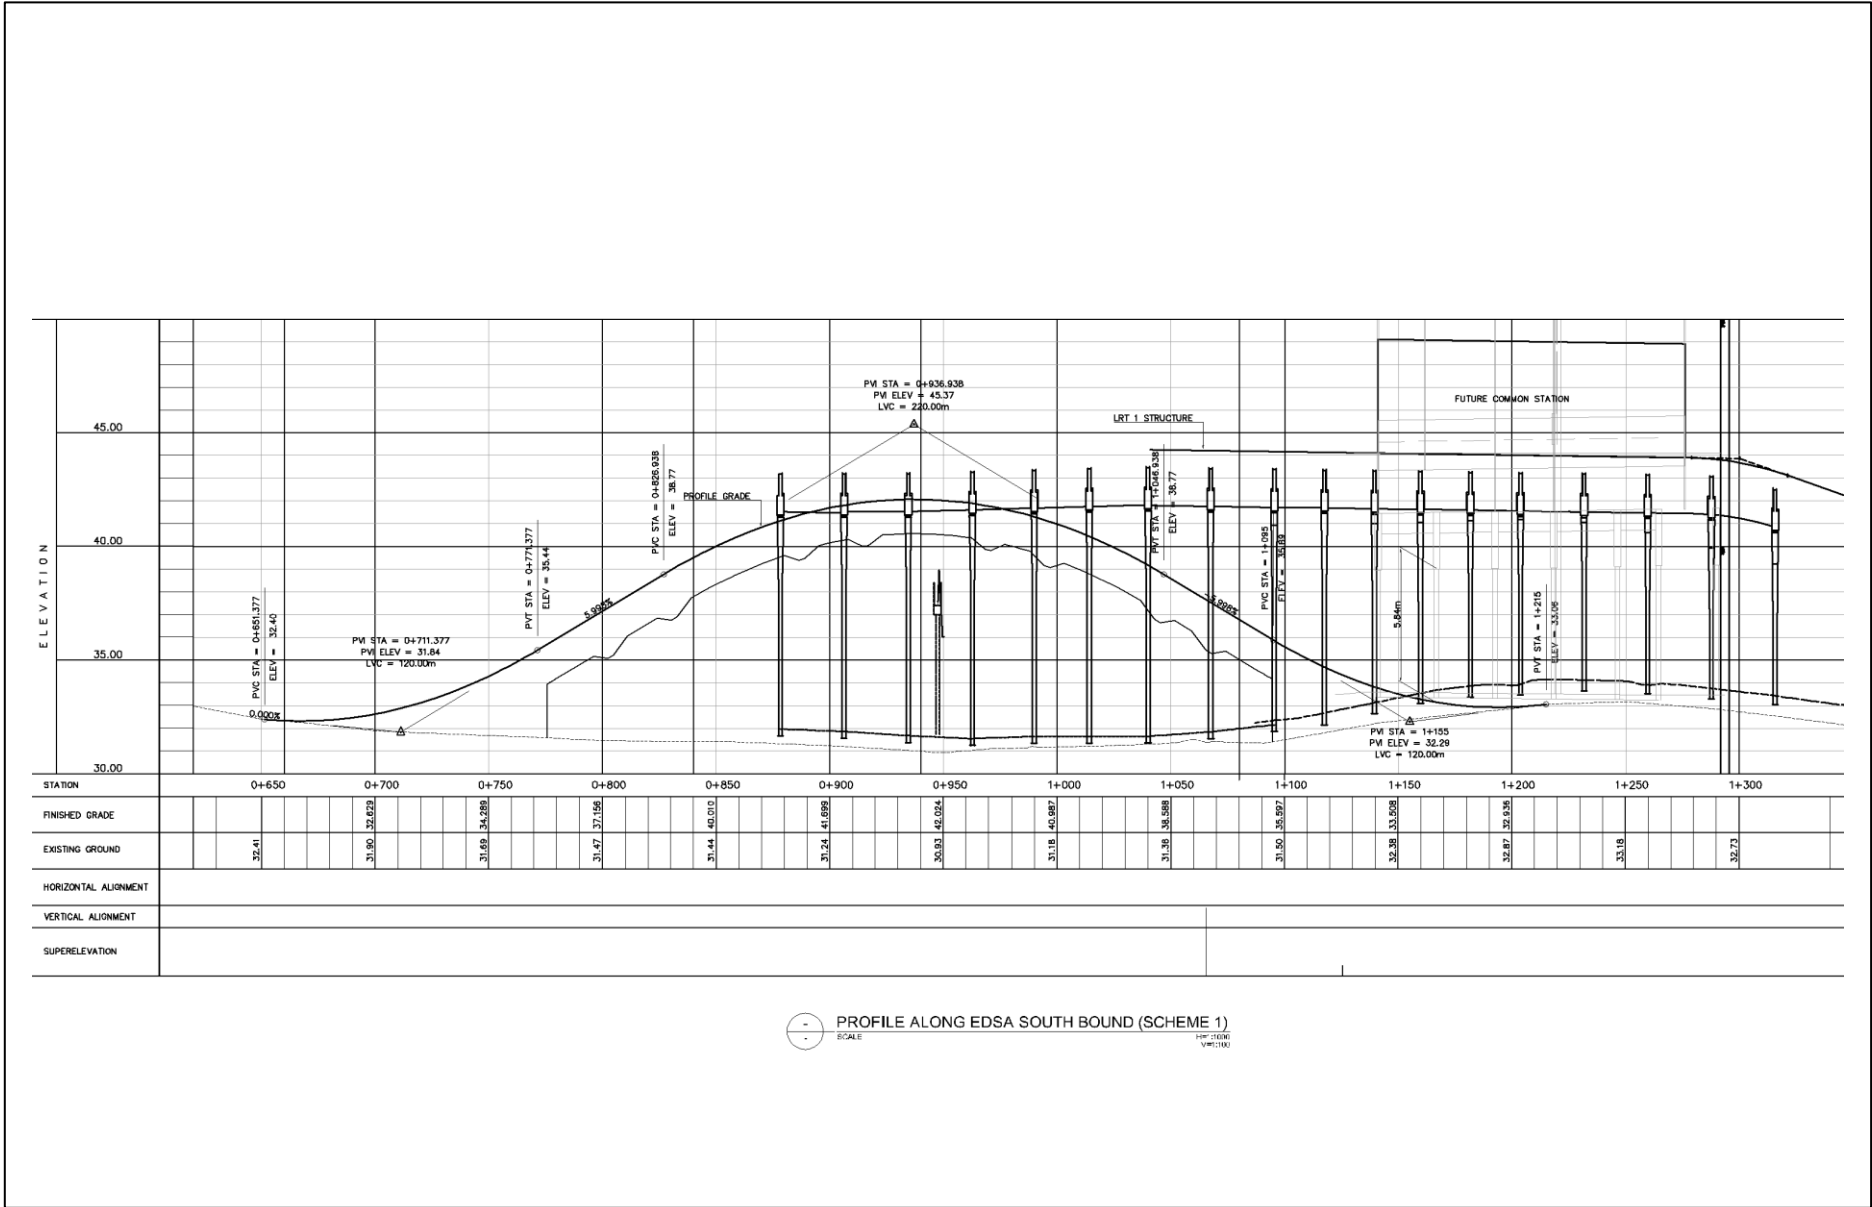 PVI STA = 0+936.938
PVI ELEV = 45.37
LVC = 220.00m
FUTURE COMMON STATION
LRT 1 STRUCTURE
45.00
PROFILE GRADE
PVC STA = 0+826.938
ELEV = 38.77
PVT STA = 1+046.938
ELEV = 38.77
PVT STA = 0+771.377
ELEV = 35.44
40.00
ELEVATION
PVC STA = 1+095
ELEV = 35.89
PVC STA = 0+651.377
ELEV = 32.40
5.998%
-5.998%
5.84m
PVT STA = 1+215
ELEV = 33.06
PVI STA = 0+711.377
PVI ELEV = 31.84
LVC = 120.00m
35.00
0.000%
PVI STA = 1+155
PVI ELEV = 32.29
LVC = 120.00m
30.00
STATION 0+650 0+700 0+750 0+800 0+850 0+900 0+950 1+000 1+050 1+100 1+150 1+200 1+250 1+300
FINISHED GRADE 32.629 34.289 37.156 40.010 41.699 42.024 40.987 38.588 35.597 33.508 32.936
EXISTING GROUND 32.41 31.90 31.69 31.47 31.44 31.24 30.93 31.18 31.38 31.50 32.38 32.87 33.18 32.73
HORIZONTAL ALIGNMENT
VERTICAL ALIGNMENT
SUPERELEVATION
PROFILE ALONG EDSA SOUTH BOUND (SCHEME 1)
SCALE H=1:1000
V=1:100